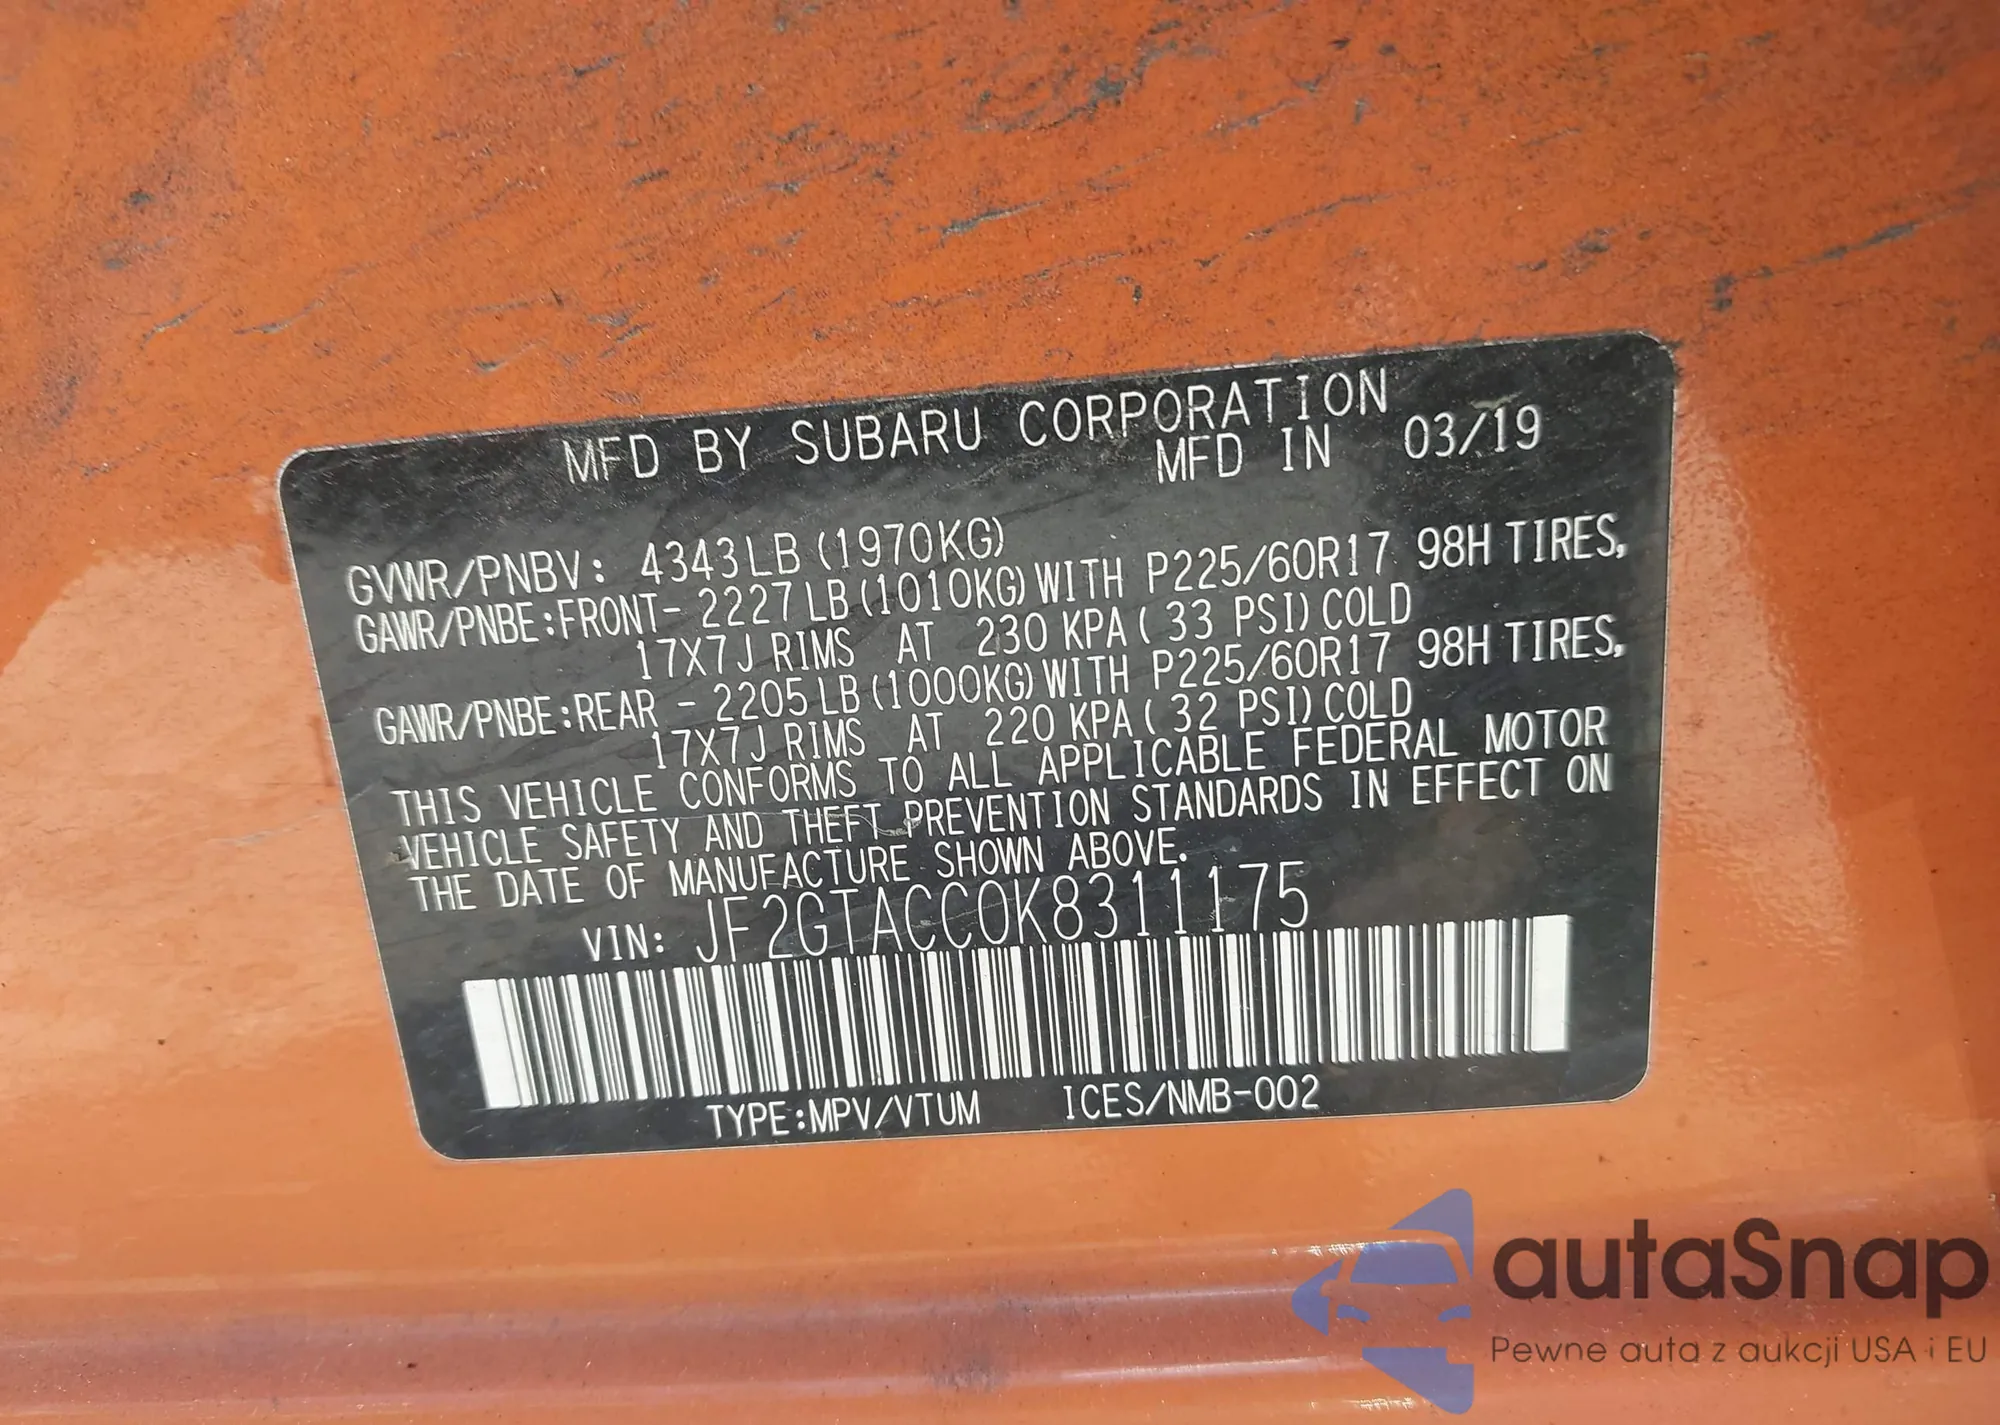 MFD BY SUBARU CORPORATION
MFD IN 03/19
GVWR/PNBV: 4343LB (1970KG)
GAWR/PNBE:FRONT- 2227LB (1010KG) WITH P225/60R17 98H TIRES,
17X7J RIMS AT 230 KPA ( 33 PSI) COLD
GAWR/PNBE:REAR - 2205LB (1000KG) WITH P225/60R17 98H TIRES,
17X7J RIMS AT 220 KPA ( 32 PSI) COLD
THIS VEHICLE CONFORMS TO ALL APPLICABLE FEDERAL MOTOR
VEHICLE SAFETY AND THEFT PREVENTION STANDARDS IN EFFECT ON
THE DATE OF MANUFACTURE SHOWN ABOVE.
VIN: JF2GTACC0K8311175
TYPE:MPV/VTUM ICES/NMB-002
autaSnap
Pewne auta z aukcji USA i EU